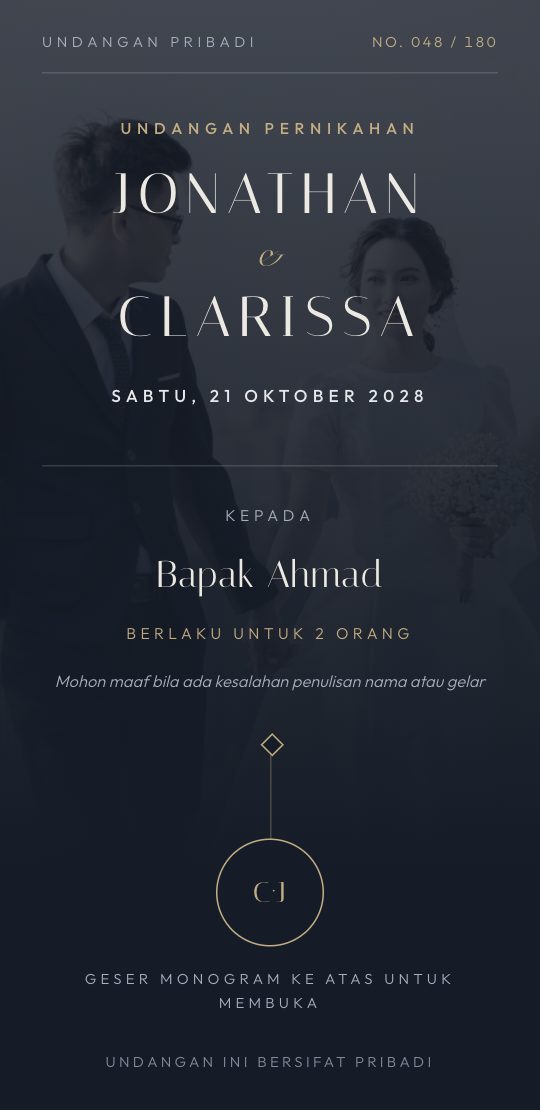 UNDANGAN PRIBADI
NO. 048 / 180
UNDANGAN PERNIKAHAN
JONATHAN
&
CLARISSA
SABTU, 21 OKTOBER 2028
KEPADA
Bapak Ahmad
BERLAKU UNTUK 2 ORANG
Mohon maaf bila ada kesalahan penulisan nama atau gelar
C·J
GESER MONOGRAM KE ATAS UNTUK
MEMBUKA
UNDANGAN INI BERSIFAT PRIBADI